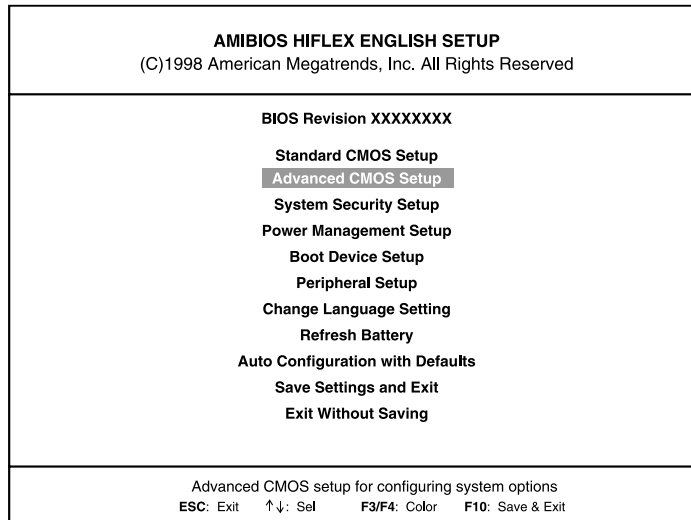 AMIBIOS HIFLEX ENGLISH SETUP
(C)1998 American Megatrends, Inc. All Rights Reserved
BIOS Revision XXXXXXXX
Standard CMOS Setup
Advanced CMOS Setup
System Security Setup
Power Management Setup
Boot Device Setup
Peripheral Setup
Change Language Setting
Refresh Battery
Auto Configuration with Defaults
Save Settings and Exit
Exit Without Saving
Advanced CMOS setup for configuring system options
ESC: Exit ↑↓: Sel F3/F4: Color F10: Save & Exit